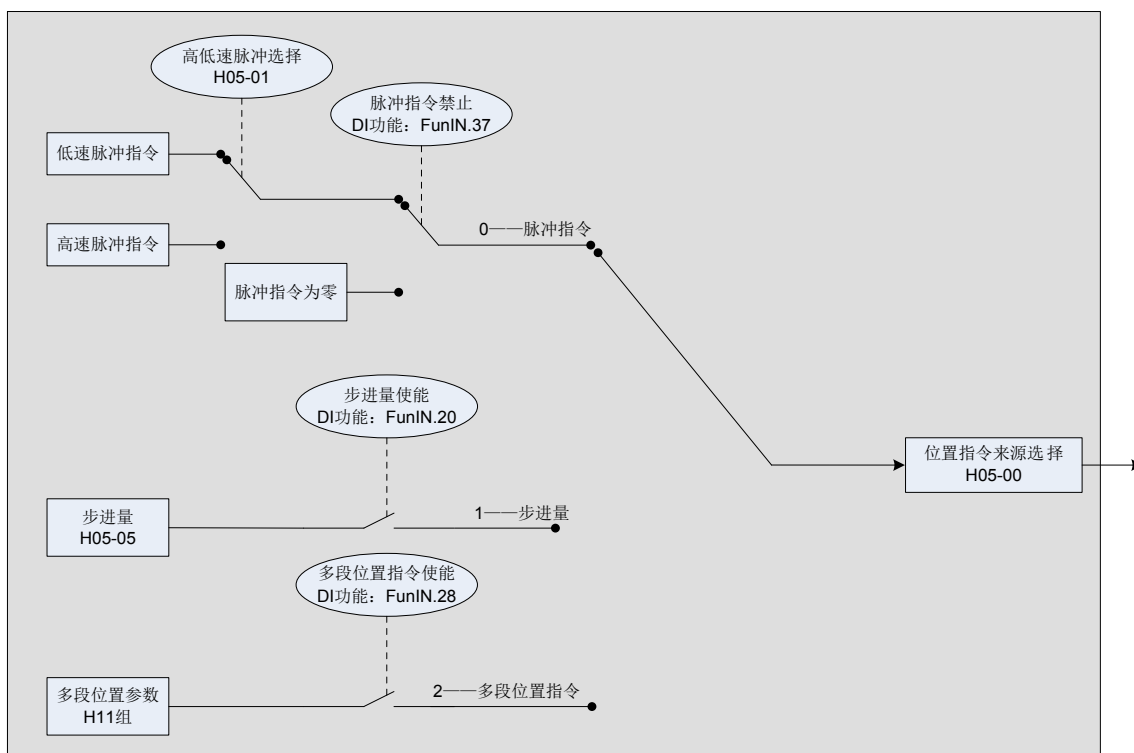 高低速脉冲选择
H05-01
脉冲指令禁止
DI功能：FunIN.37
低速脉冲指令
0——脉冲指令
高速脉冲指令
脉冲指令为零
步进量使能
DI功能：FunIN.20
位置指令来源选择
H05-00
步进量
H05-05
1——步进量
多段位置指令使能
DI功能：FunIN.28
多段位置参数
H11组
2——多段位置指令